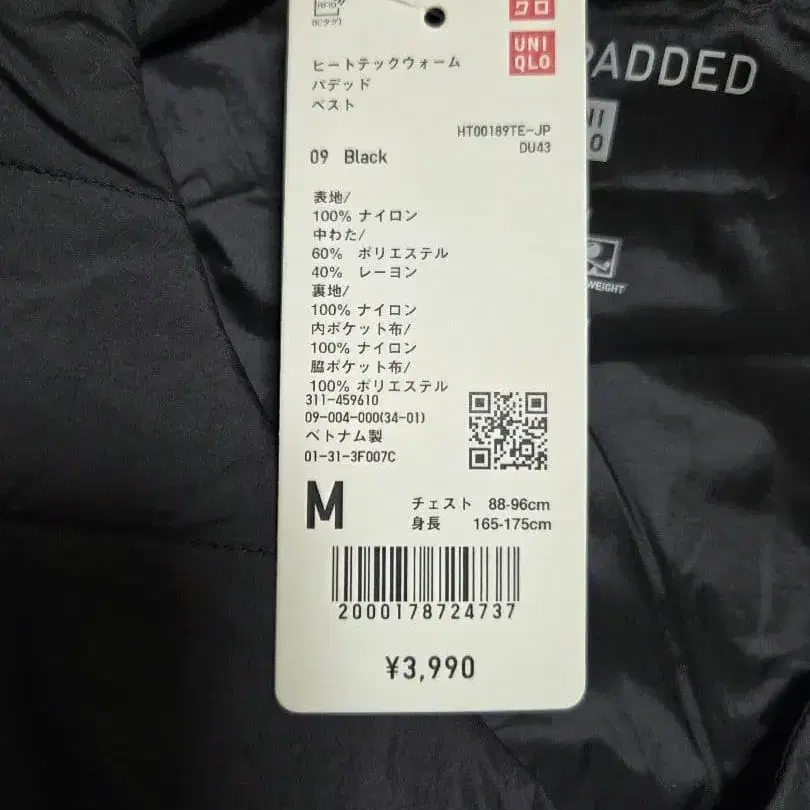 クロ
UNI
QLO
ヒートテックウォーム
パデッド
ベスト
HT00189TE-JP
DU43
09 Black
表地/
100% ナイロン
中わた/
60% ポリエステル
40% レーヨン
裏地/
100% ナイロン
内ポケット布/
100% ナイロン
脇ポケット布/
100% ポリエステル
311-459610
09-004-000(34-01)
ベトナム製
01-31-3F007C
M
チェスト 88-96cm
身長 165-175cm
2000178724737
¥3,990
PADDED
NI
O
WEIGHT